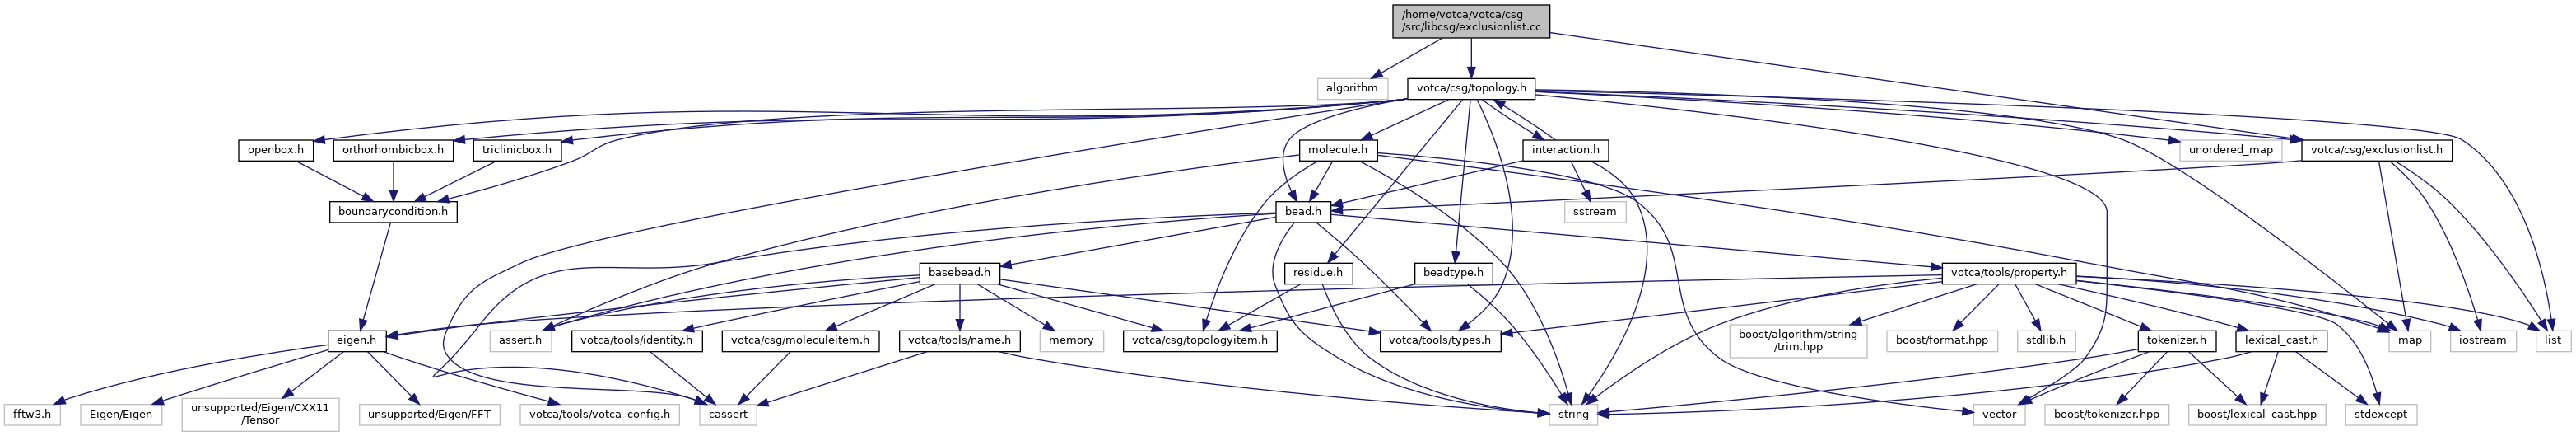 /home/votca/votca/csg
/src/libcsg/exclusionlist.cc
algorithm
votca/csg/topology.h
openbox.h
orthorhombicbox.h
triclinicbox.h
molecule.h
interaction.h
unordered_map
votca/csg/exclusionlist.h
boundarycondition.h
bead.h
sstream
basebead.h
residue.h
beadtype.h
votca/tools/property.h
eigen.h
assert.h
votca/tools/identity.h
votca/csg/moleculeitem.h
votca/tools/name.h
memory
votca/csg/topologyitem.h
votca/tools/types.h
boost/algorithm/string
/trim.hpp
boost/format.hpp
stdlib.h
tokenizer.h
lexical_cast.h
map
iostream
list
fftw3.h
Eigen/Eigen
unsupported/Eigen/CXX11
/Tensor
unsupported/Eigen/FFT
votca/tools/votca_config.h
cassert
string
vector
boost/tokenizer.hpp
boost/lexical_cast.hpp
stdexcept